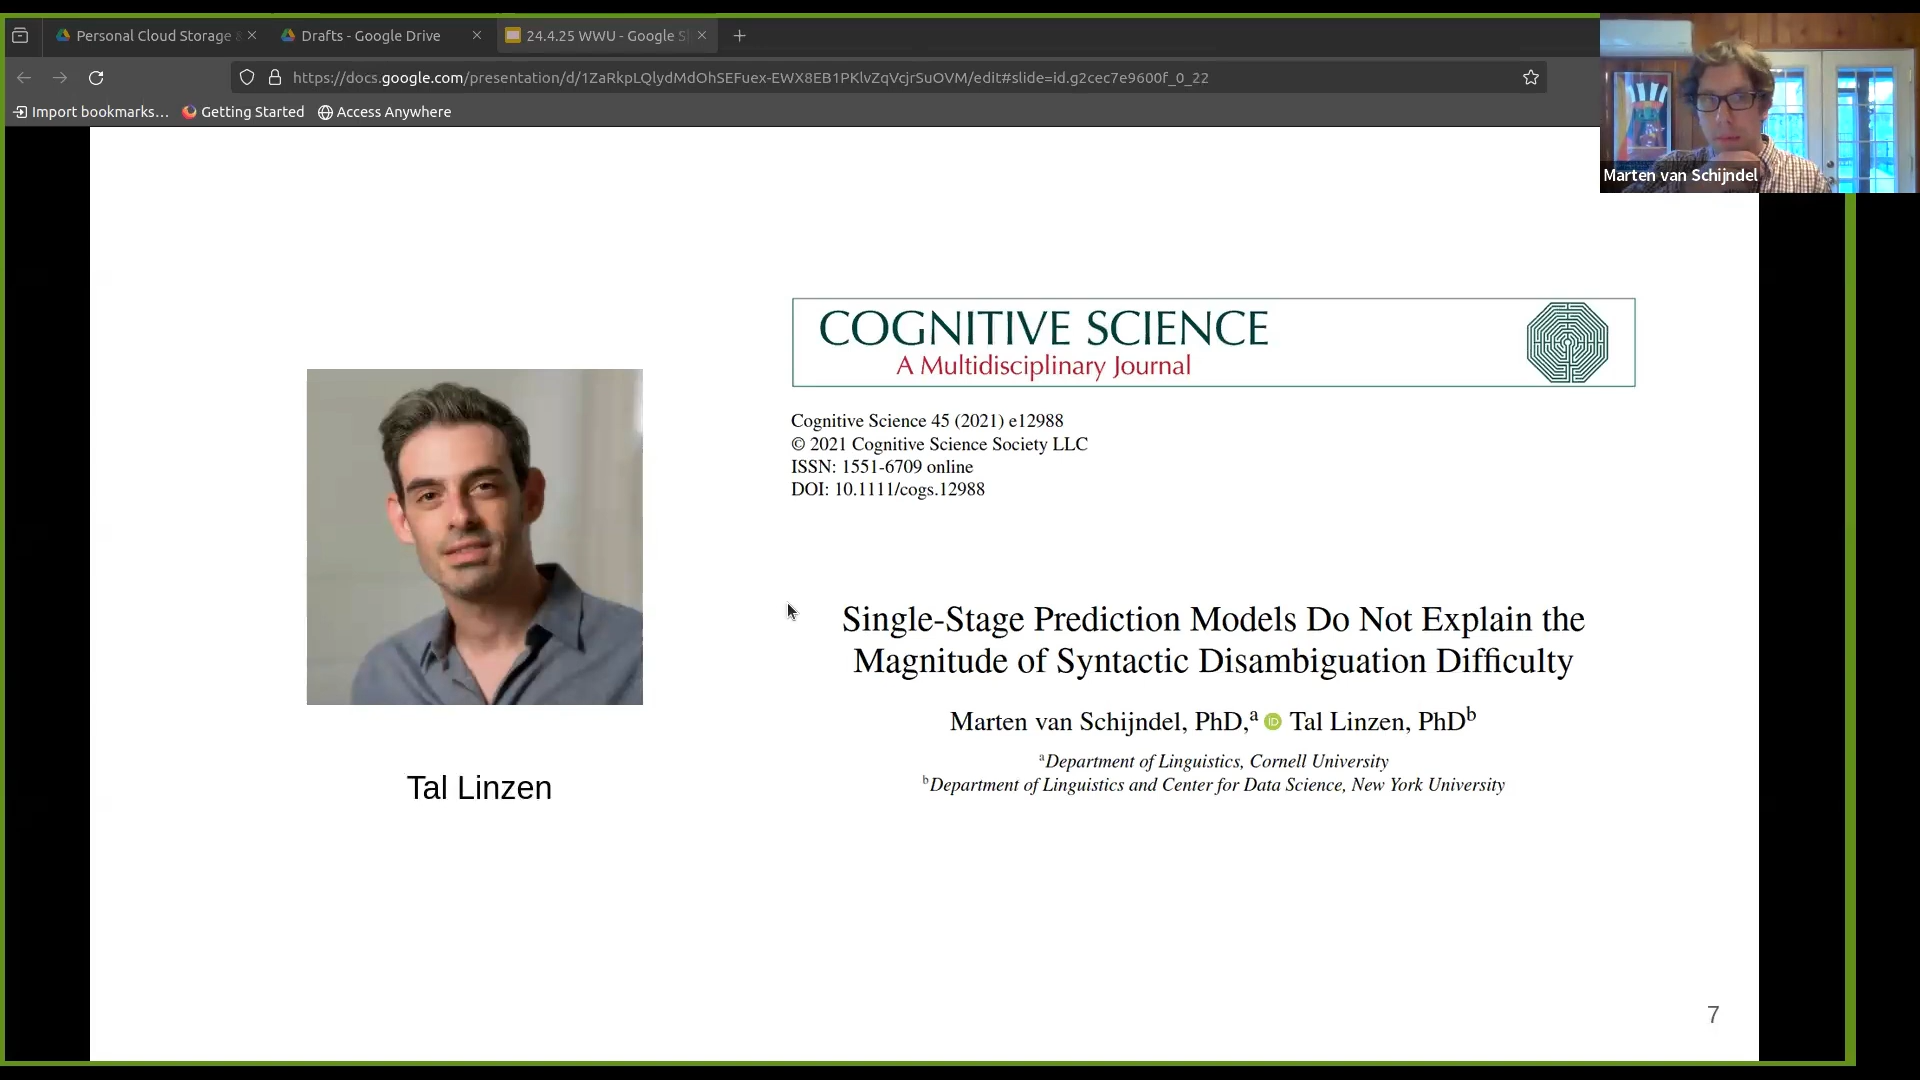 Personal Cloud Storage
Drafts - Google Drive
24.4.25 WWU - Google S
https://docs.google.com/presentation/d/1ZaRkpLQlydMdOhSEFuex-EWX8EB1PKlvZqVcjrSuOVM/edit#slide=id.g2cec7e9600f_0_22
Import bookmarks...
Getting Started
Access Anywhere
Marten van Schijndel
COGNITIVE SCIENCE
A Multidisciplinary Journal
Cognitive Science 45 (2021) e12988
© 2021 Cognitive Science Society LLC
ISSN: 1551-6709 online
DOI: 10.1111/cogs.12988
Single-Stage Prediction Models Do Not Explain the
Magnitude of Syntactic Disambiguation Difficulty
Marten van Schijndel, PhD,a iD Tal Linzen, PhDb
aDepartment of Linguistics, Cornell University
bDepartment of Linguistics and Center for Data Science, New York University
Tal Linzen
7